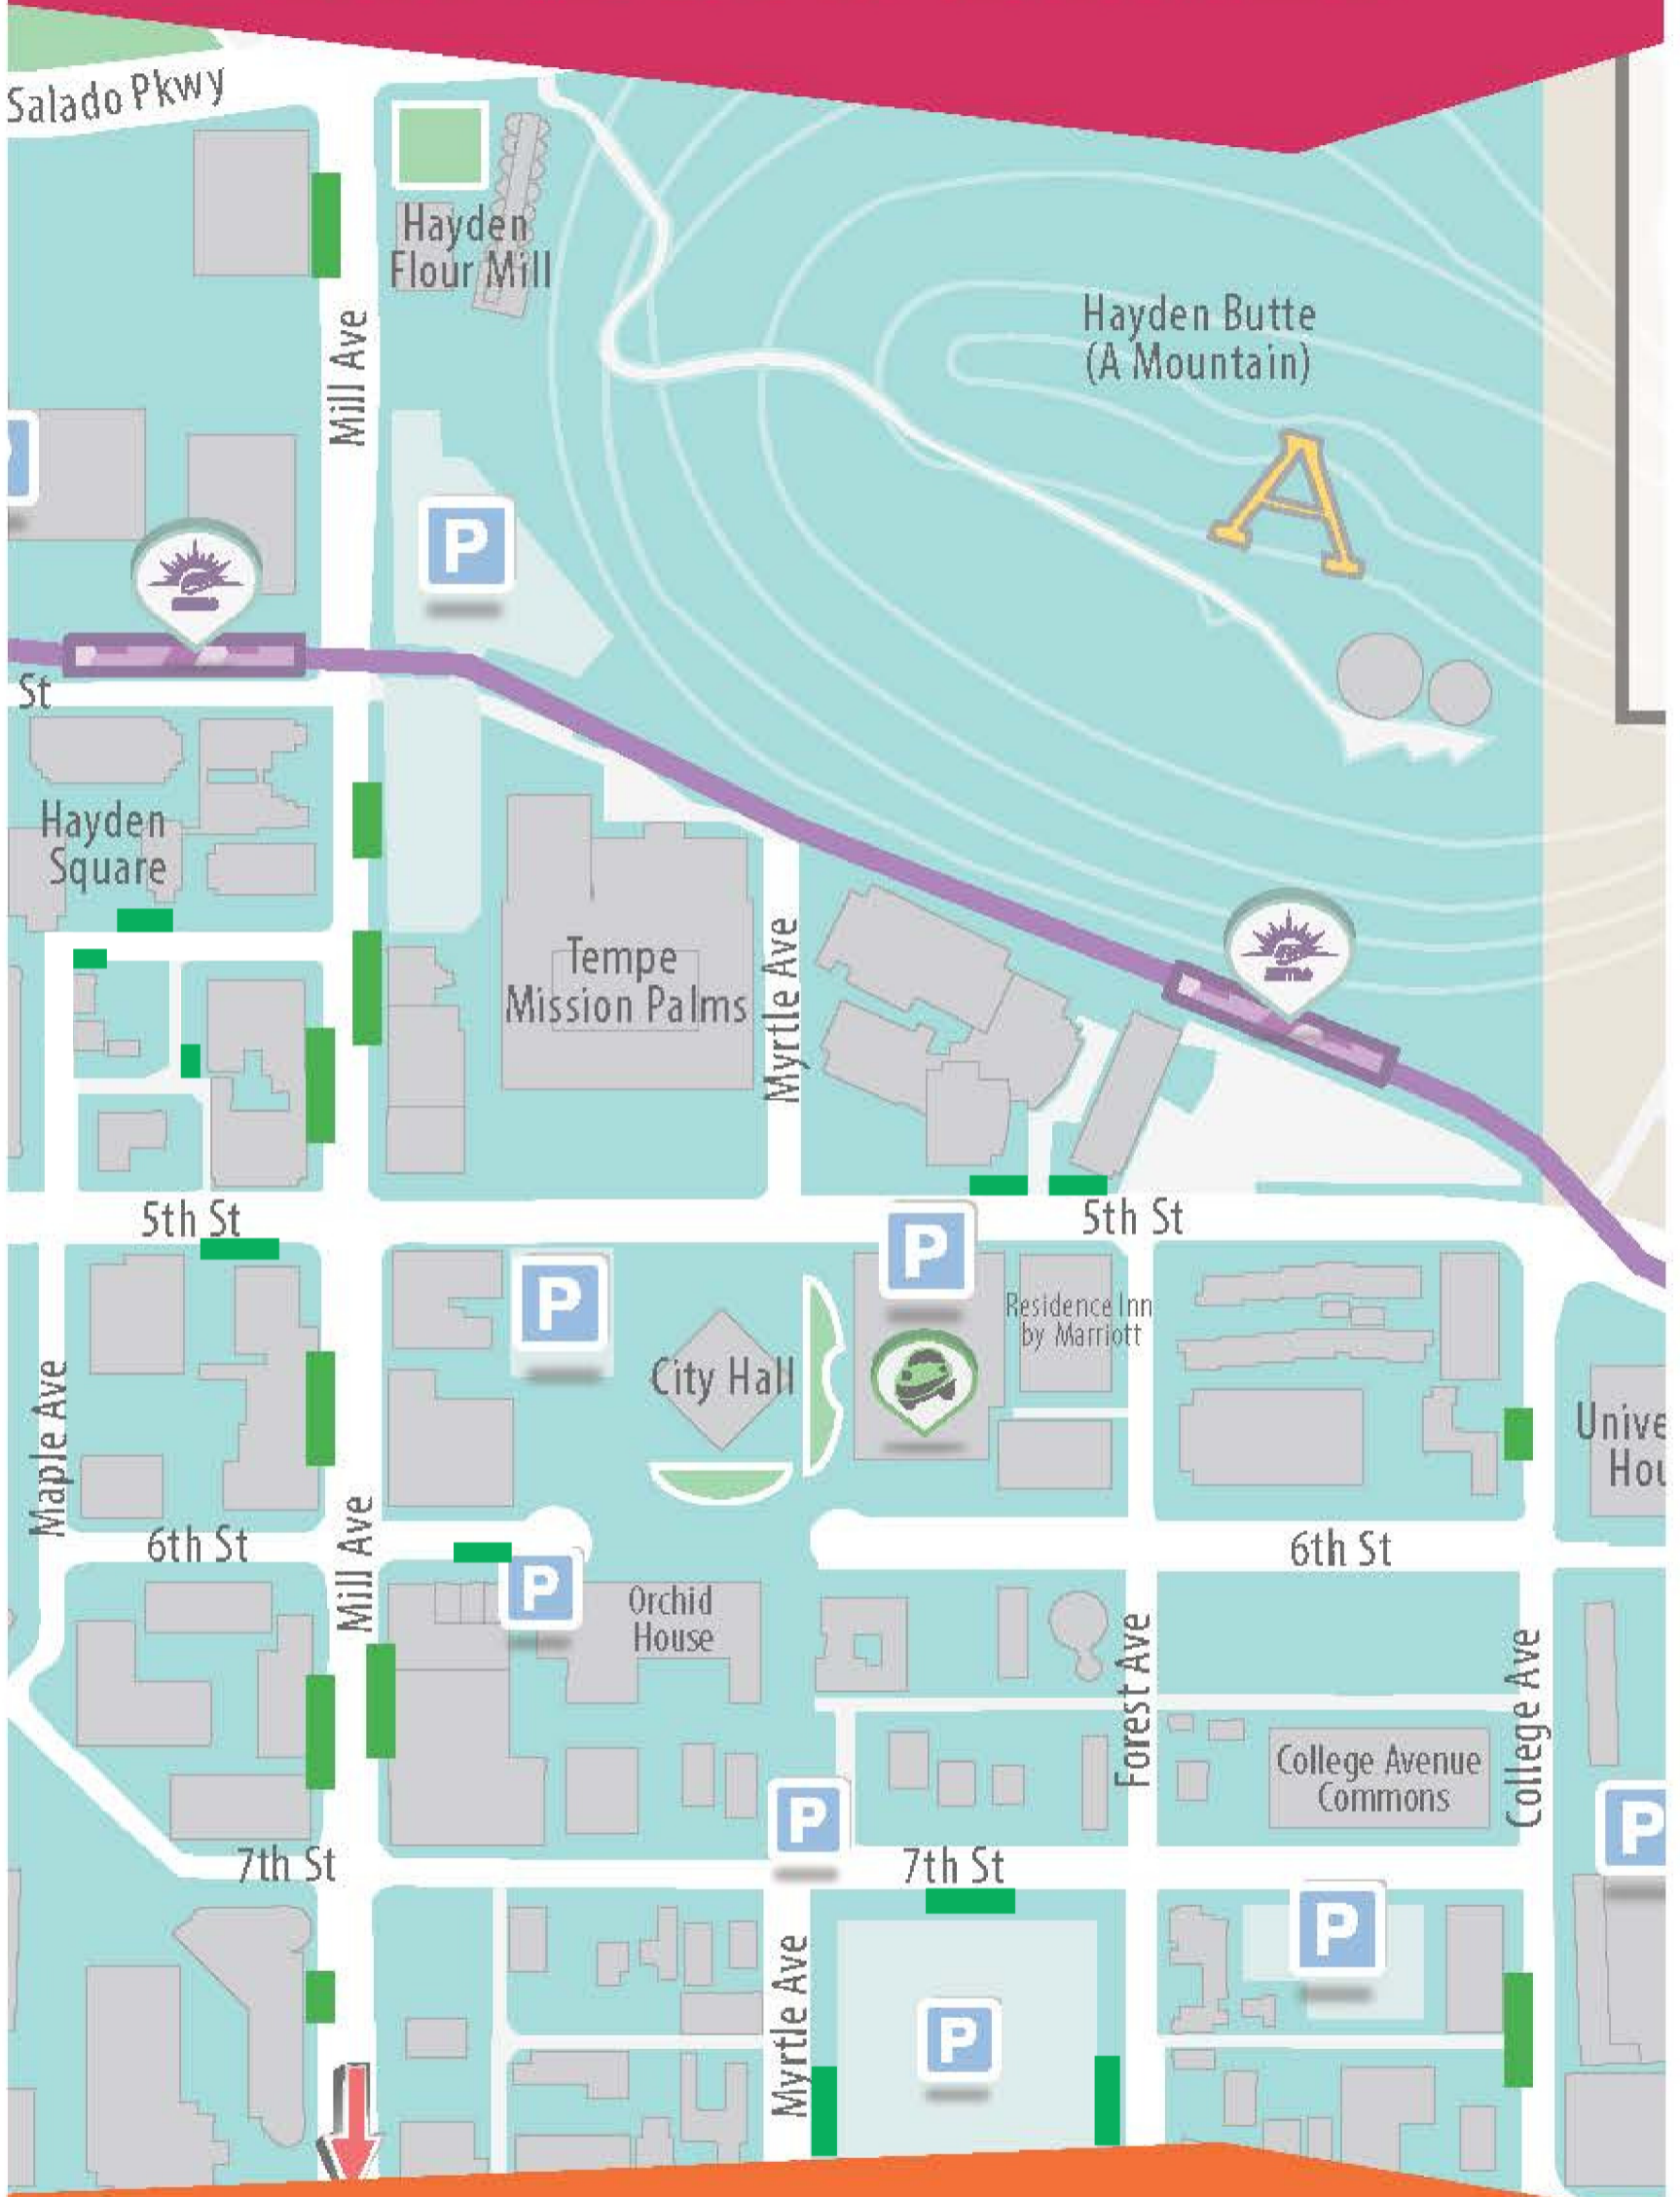 Salado Pkwy
Hayden
Flour Mill
Hayden Butte
(A Mountain)
Mill Ave
A
P
St
Hayden
Square
Tempe
Mission Palms
Myrtle Ave
5th St
5th St
P
P
Residence Inn
by Marriott
City Hall
Maple Ave
Mill Ave
6th St
6th St
P
Orchid
House
Forest Ave
College Ave
College Avenue
Commons
P
P
7th St
7th St
P
Myrtle Ave
P